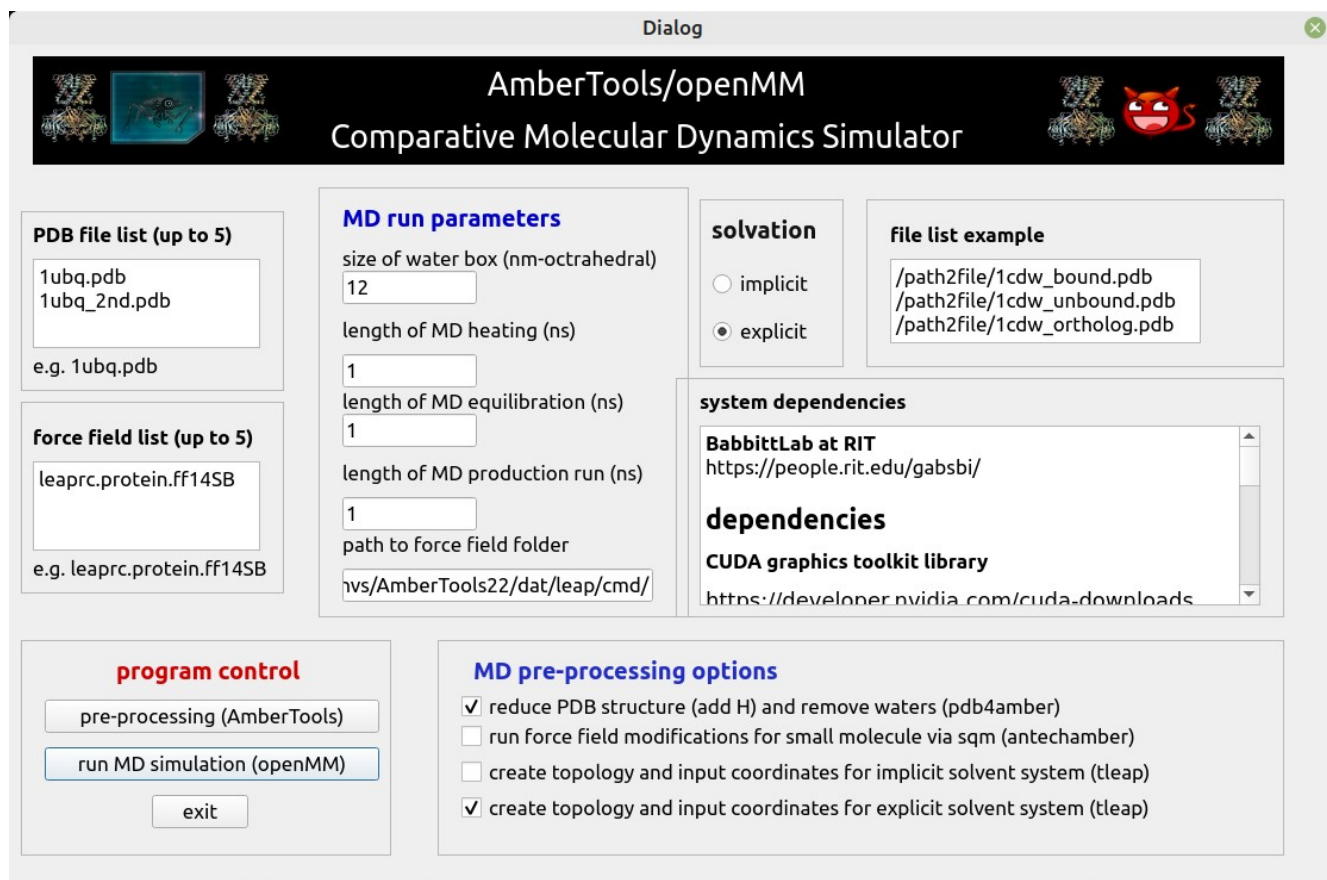 Dialog
AmberTools/openMM
Comparative Molecular Dynamics Simulator
PDB file list (up to 5)
1ubq.pdb
1ubq_2nd.pdb
e.g. 1ubq.pdb
force field list (up to 5)
leaprc.protein.ff14SB
e.g. leaprc.protein.ff14SB
MD run parameters
size of water box (nm-octrahedral)
12
length of MD heating (ns)
1
length of MD equilibration (ns)
1
length of MD production run (ns)
1
path to force field folder
nvs/AmberTools22/dat/leap/cmd/
solvation
implicit
explicit
file list example
/path2file/1cdw_bound.pdb
/path2file/1cdw_unbound.pdb
/path2file/1cdw_ortholog.pdb
system dependencies
BabbittLab at RIT
https://people.rit.edu/gabsbi/
dependencies
CUDA graphics toolkit library
https://developer.nvidia.com/cuda-downloads
program control
pre-processing (AmberTools)
run MD simulation (openMM)
exit
MD pre-processing options
reduce PDB structure (add H) and remove waters (pdb4amber)
run force field modifications for small molecule via sqm (antechamber)
create topology and input coordinates for implicit solvent system (tleap)
create topology and input coordinates for explicit solvent system (tleap)